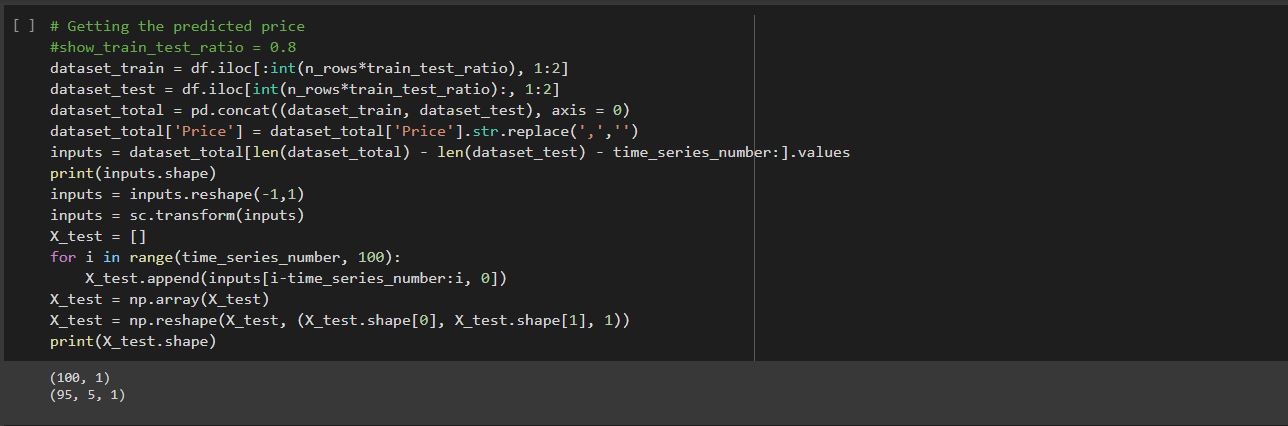 [ ] # Getting the predicted price
#show_train_test_ratio = 0.8
dataset_train = df.iloc[:int(n_rows*train_test_ratio), 1:2]
dataset_test = df.iloc[int(n_rows*train_test_ratio):, 1:2]
dataset_total = pd.concat((dataset_train, dataset_test), axis = 0)
dataset_total['Price'] = dataset_total['Price'].str.replace(',','')
inputs = dataset_total[len(dataset_total) - len(dataset_test) - time_series_number:].values
print(inputs.shape)
inputs = inputs.reshape(-1,1)
inputs = sc.transform(inputs)
X_test = []
for i in range(time_series_number, 100):
    X_test.append(inputs[i-time_series_number:i, 0])
X_test = np.array(X_test)
X_test = np.reshape(X_test, (X_test.shape[0], X_test.shape[1], 1))
print(X_test.shape)
(100, 1)
(95, 5, 1)